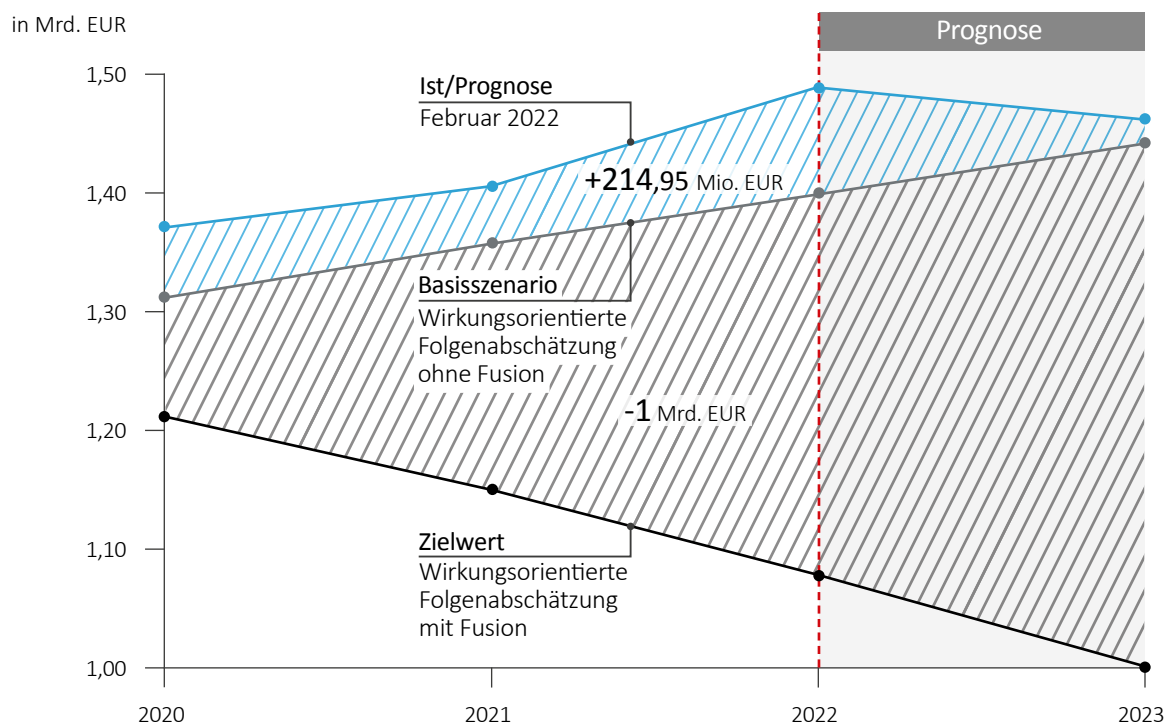 in Mrd. EUR
Prognose
1,50
1,40
1,30
1,20
1,10
1,00
Ist/Prognose
Februar 2022
+214,95 Mio. EUR
Basisszenario
Wirkungsorientierte
Folgenabschätzung
ohne Fusion
-1 Mrd. EUR
Zielwert
Wirkungsorientierte
Folgenabschätzung
mit Fusion
2020
2021
2022
2023